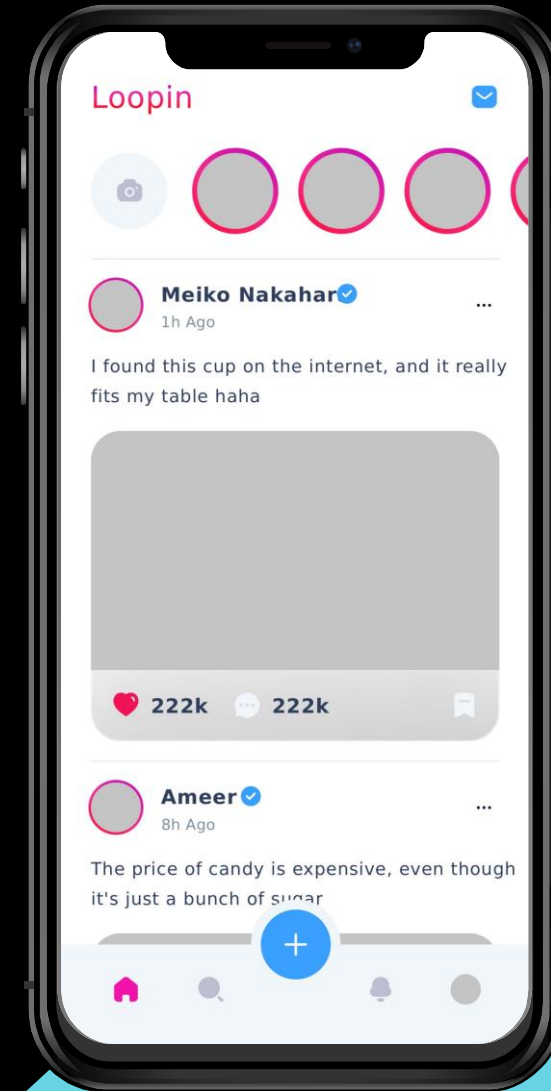 Loopin
Meiko Nakahar
1h Ago
I found this cup on the internet, and it really
fits my table haha
222k 222k
Ameer
8h Ago
The price of candy is expensive, even though
it's just a bunch of sugar